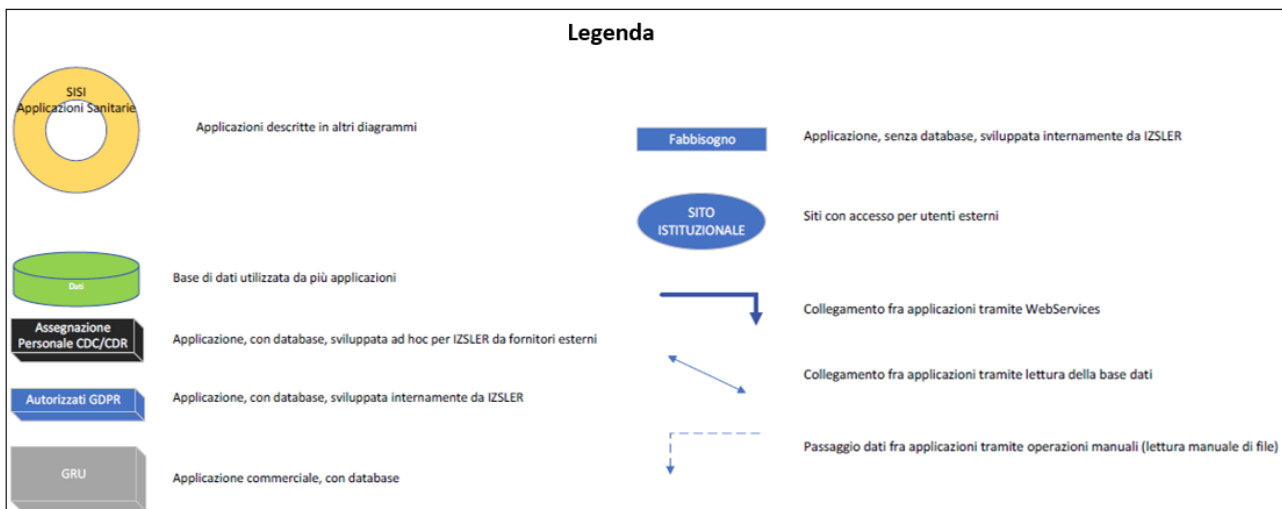 Legenda
SISI
Applicazioni Sanitarie
Applicazioni descritte in altri diagrammi
Dati
Base di dati utilizzata da più applicazioni
Assegnazione
Personale CDC/CDR
Applicazione, con database, sviluppata ad hoc per IZSLER da fornitori esterni
Autorizzati GDPR
Applicazione, con database, sviluppata internamente da IZSLER
GRU
Applicazione commerciale, con database
Fabbisogno
Applicazione, senza database, sviluppata internamente da IZSLER
SITO
ISTITUZIONALE
Siti con accesso per utenti esterni
Collegamento fra applicazioni tramite WebServices
Collegamento fra applicazioni tramite lettura della base dati
Passaggio dati fra applicazioni tramite operazioni manuali (lettura manuale di file)